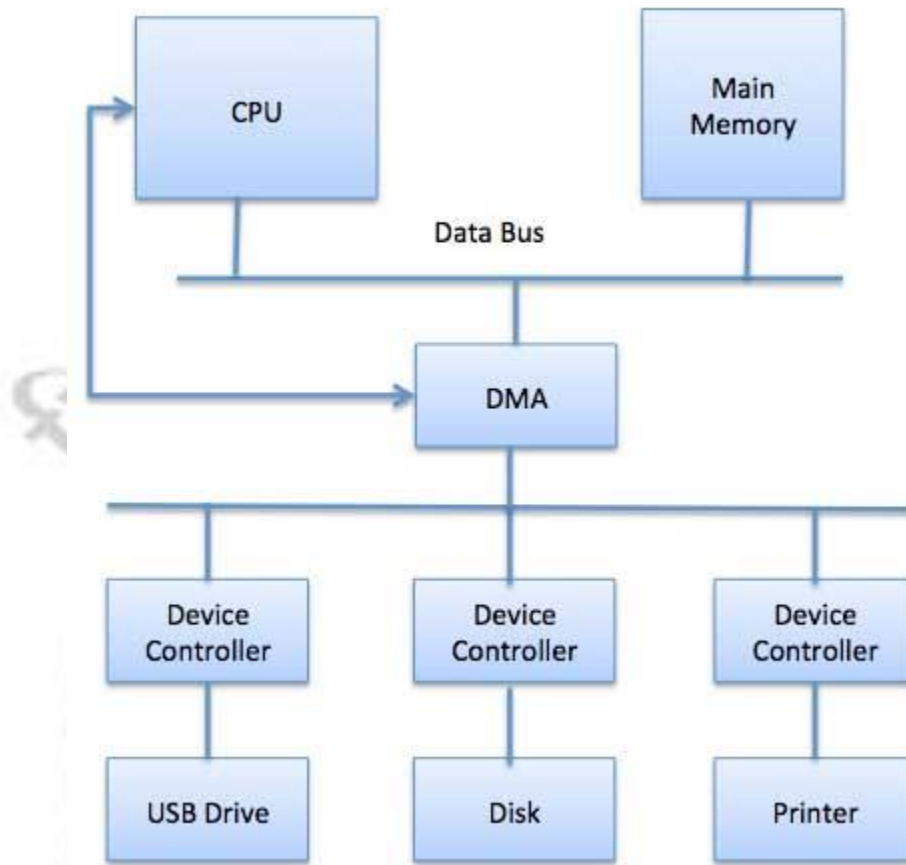 CPU
Main
Memory
Data Bus
DMA
Device
Controller
Device
Controller
Device
Controller
USB Drive
Disk
Printer